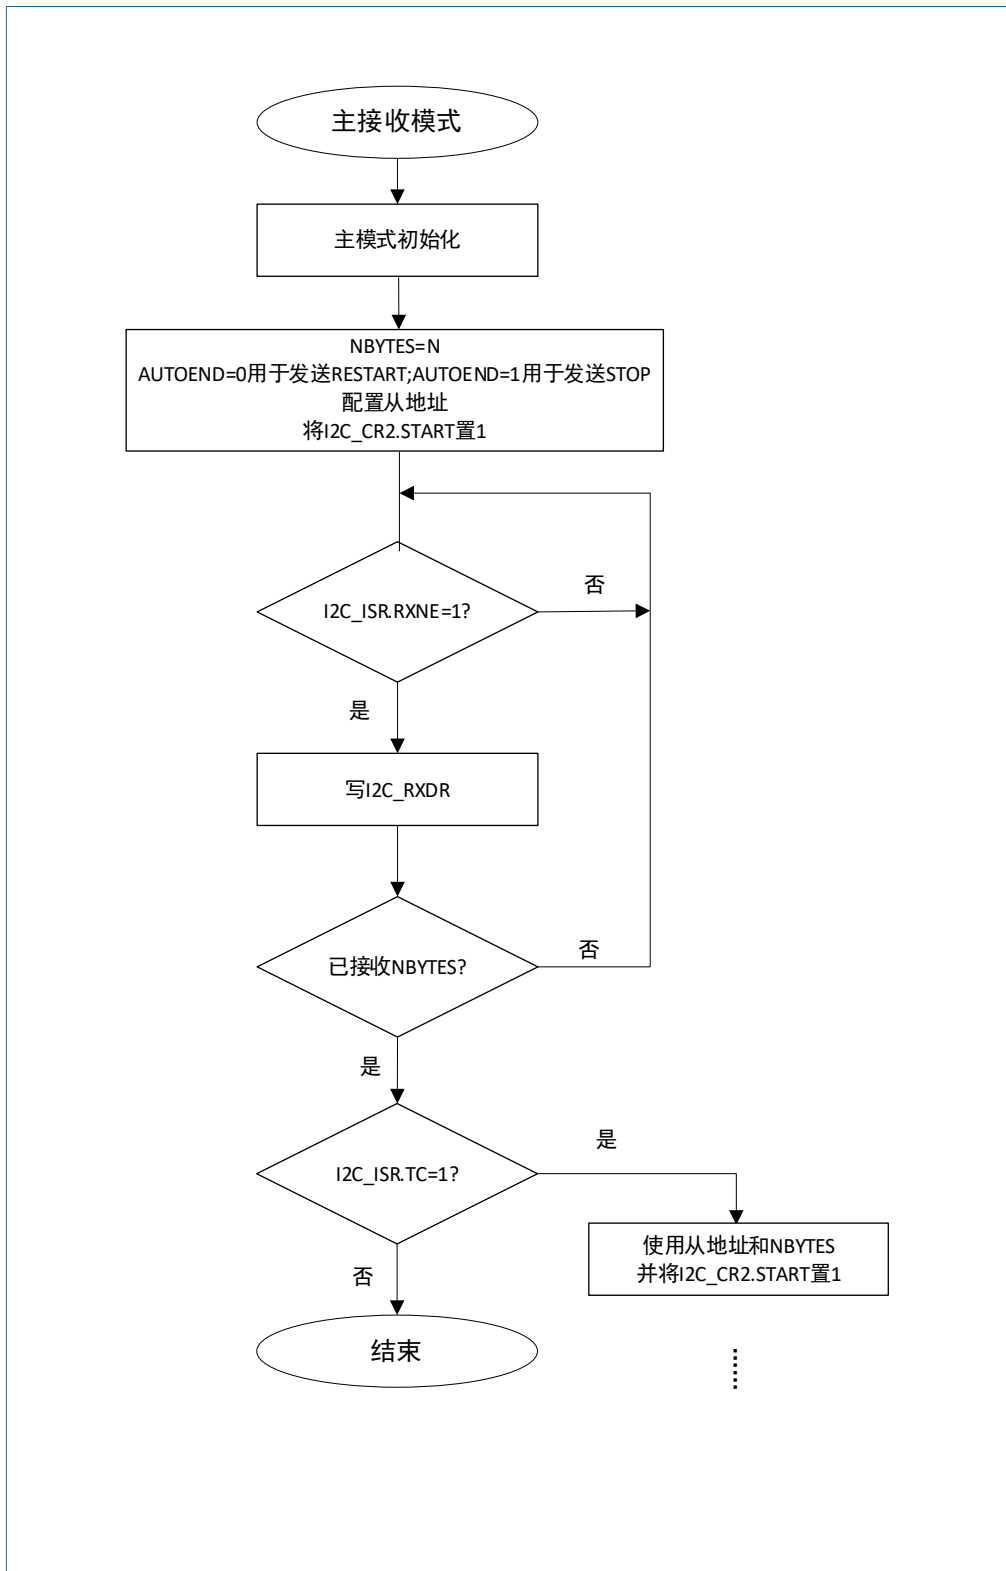 主接收模式
主模式初始化
NBYTES=N
AUTOEND=0用于发送RESTART;AUTOEND=1用于发送STOP
配置从地址
将I2C_CR2.START置1
I2C_ISR.RXNE=1?
否
是
写I2C_RXDR
已接收NBYTES?
否
是
I2C_ISR.TC=1?
是
使用从地址和NBYTES
并将I2C_CR2.START置1
否
结束